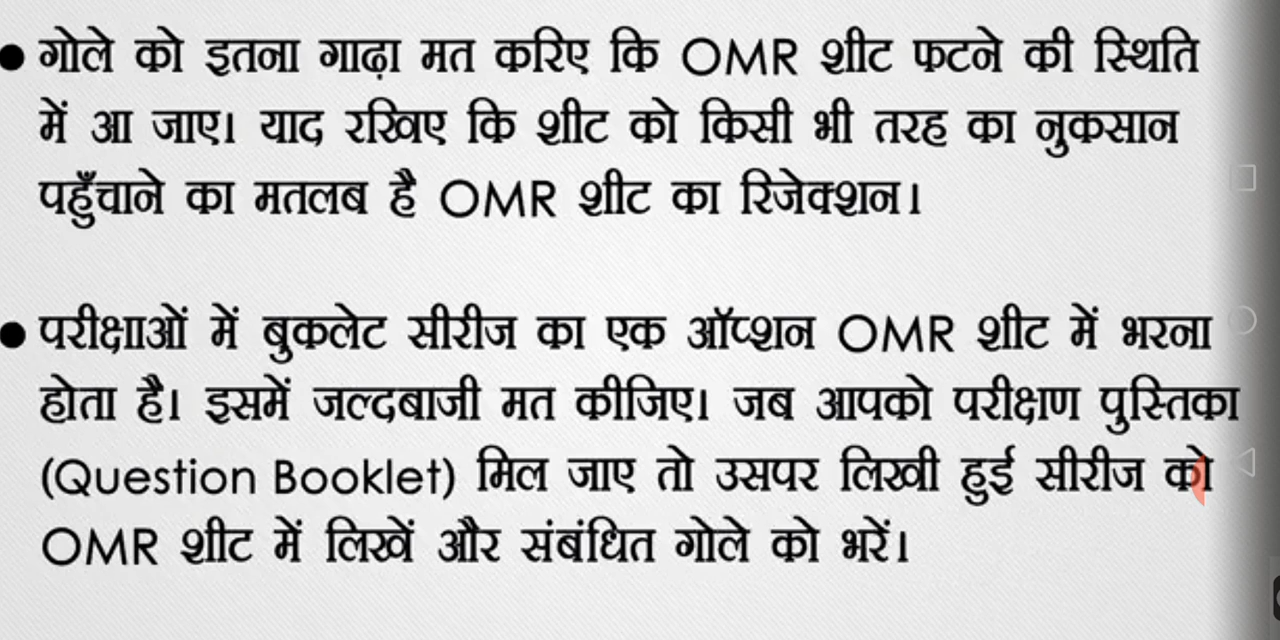 ● गोले को इतना गाढ़ा मत करिए कि OMR शीट फटने की स्थिति
में आ जाए। याद रखिए कि शीट को किसी भी तरह का नुकसान
पहुँचाने का मतलब है OMR शीट का रिजेक्शन।
● परीक्षाओं में बुकलेट सीरीज का एक ऑप्शन OMR शीट में भरना
होता है। इसमें जल्दबाजी मत कीजिए। जब आपको परीक्षण पुस्तिका
(Question Booklet) मिल जाए तो उसपर लिखी हुई सीरीज को
OMR शीट में लिखें और संबंधित गोले को भरें।